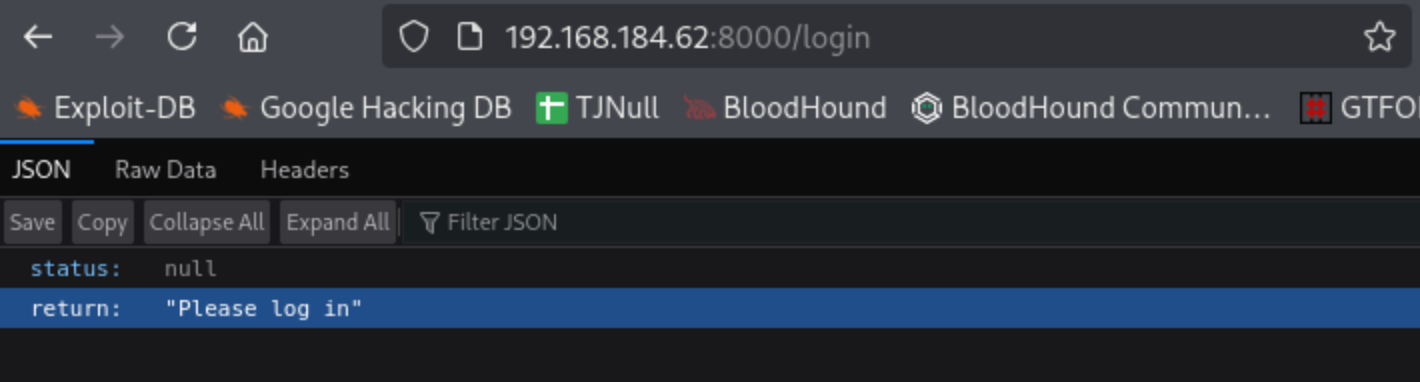 192.168.184.62:8000/login
Exploit-DB Google Hacking DB TJNull BloodHound BloodHound Commun... GTFO
JSON Raw Data Headers
Save Copy Collapse All Expand All Filter JSON
status: null
return: "Please log in"